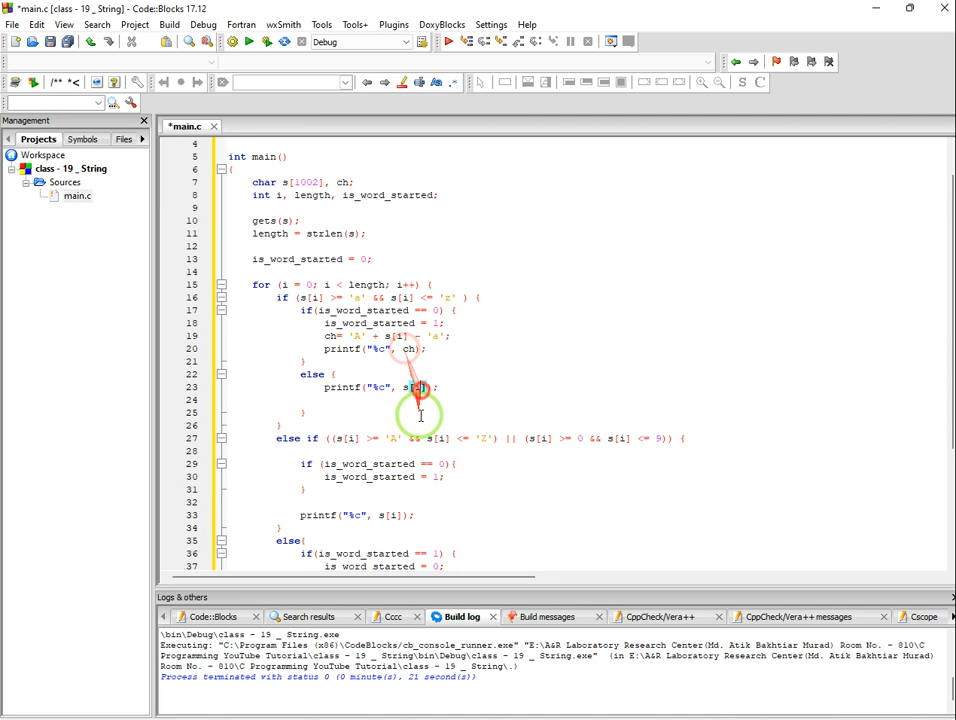 *main.c [class - 19 _ String] - Code::Blocks 17.12
File Edit View Search Project Build Debug Fortran wxSmith Tools Tools+ Plugins DoxyBlocks Settings Help
Debug
/** *<
S C
Management
Projects Symbols Files
Workspace
class - 19 _ String
Sources
main.c
*main.c
4
5 int main()
6 {
7 char s[1002], ch;
8 int i, length, is_word_started;
9
10 gets(s);
11 length = strlen(s);
12
13 is_word_started = 0;
14
15 for (i = 0; i < length; i++) {
16 if (s[i] >= 'a' && s[i] <= 'z' ) {
17 if(is_word_started == 0) {
18 is_word_started = 1;
19 ch= 'A' + s[i] - 'a';
20 printf("%c", ch);
21 }
22 else {
23 printf("%c", s[i]);
24
25 }
26 }
27 else if ((s[i] >= 'A' && s[i] <= 'Z') || (s[i] >= 0 && s[i] <= 9)) {
28
29 if (is_word_started == 0){
30 is_word_started = 1;
31 }
32
33 printf("%c", s[i]);
34 }
35 else{
36 if(is_word_started == 1) {
37 is_word_started = 0;
Logs & others
Code::Blocks Search results Cccc Build log Build messages CppCheck/Vera++ CppCheck/Vera++ messages Cscope
\bin\Debug\class - 19 _ String.exe
Executing: "C:\Program Files (x86)\CodeBlocks/cb_console_runner.exe" "E:\A&R Laboratory Research Center(Md. Atik Bakhtiar Murad) Room No. - 810\C
Programming YouTube Tutorial\class - 19 _ String\bin\Debug\class - 19 _ String.exe" (in E:\A&R Laboratory Research Center(Md. Atik Bakhtiar Murad)
Room No. - 810\C Programming YouTube Tutorial\class - 19 _ String\.)
Process terminated with status 0 (0 minute(s), 21 second(s))